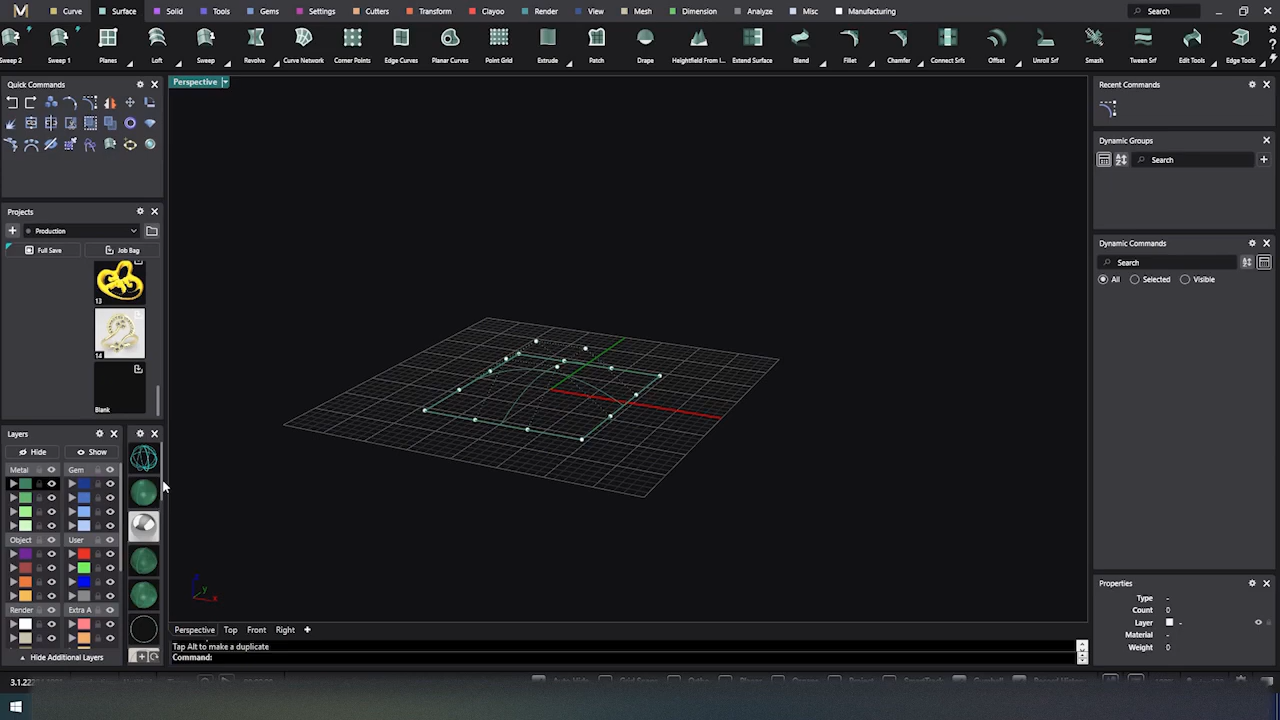 Curve Surface Solid Tools Gems Settings Cutters Transform Clayoo Render View Mesh Dimension Analyze Misc Manufacturing Search
Sweep 2 Sweep 1 Planes Loft Sweep Revolve Curve Network Corner Points Edge Curves Planar Curves Point Grid Extrude Patch Drape Heightfield From I... Extend Surface Blend Fillet Chamfer Connect Srfs Offset Unroll Srf Smash Tween Srf Edit Tools Edge Tools
Quick Commands
Perspective
Recent Commands
Dynamic Groups
Search
Projects
Production
Full Save Job Bag
13
14
Blank
Dynamic Commands
Search
All Selected Visible
Layers
Hide Show
Metal Gem
Object User
Render Extra A
Hide Additional Layers
z
y
x
Perspective Top Front Right
Tap Alt to make a duplicate
Command:
Properties
Type -
Count 0
Layer -
Material -
Weight 0